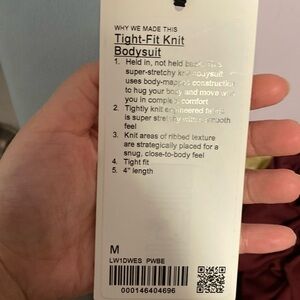 WHY WE MADE THIS
Tight-Fit Knit
Bodysuit
1. Held in, not held back. This
super-stretchy knit bodysuit
uses body-mapped construction
to hug your body and move with
you in complete comfort
2. Tightly knit engineered fabric
is super stretchy with a smooth
feel
3. Knit areas of ribbed texture
are strategically placed for a
snug, close-to-body feel
4. Tight fit
5. 4" length
M
LW1DWES PWBE
000146404696